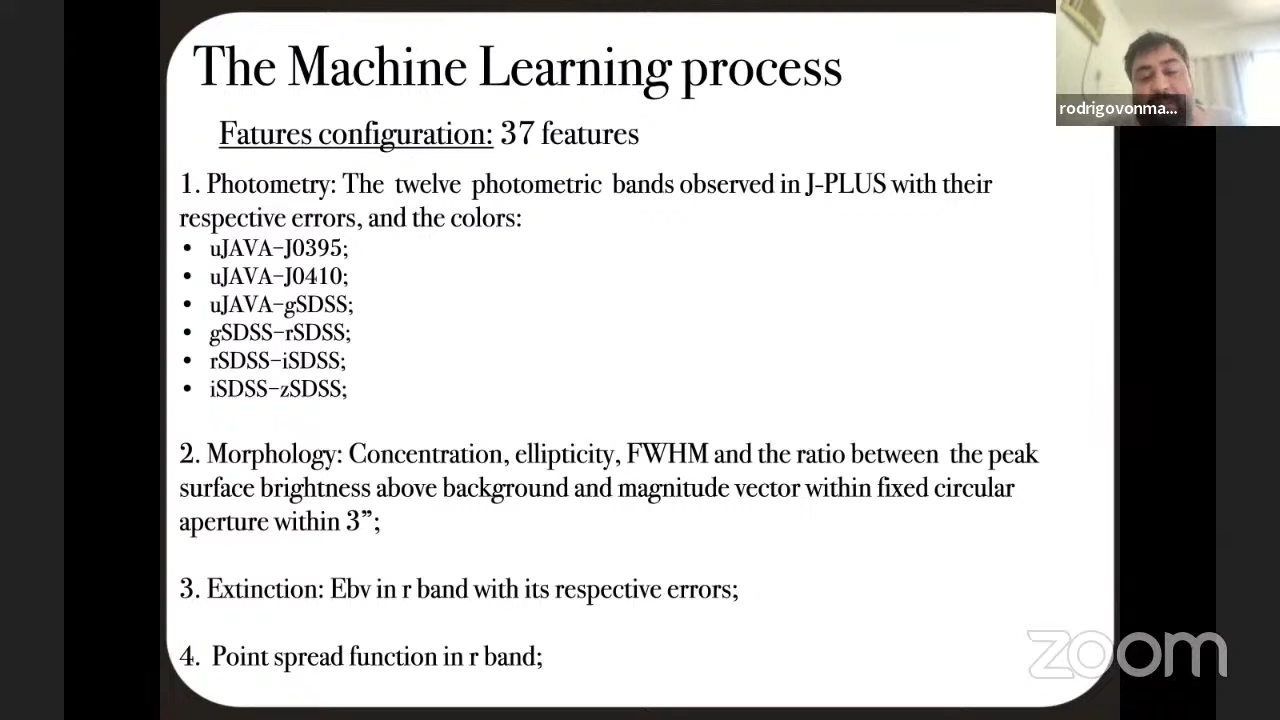 The Machine Learning process
rodrigovonma...
Fatures configuration: 37 features
1. Photometry: The twelve photometric bands observed in J-PLUS with their
respective errors, and the colors:
• uJAVA-J0395;
• uJAVA-J0410;
• uJAVA-gSDSS;
• gSDSS-rSDSS;
• rSDSS-iSDSS;
• iSDSS-zSDSS;
2. Morphology: Concentration, ellipticity, FWHM and the ratio between the peak
surface brightness above background and magnitude vector within fixed circular
aperture within 3”;
3. Extinction: Ebv in r band with its respective errors;
4. Point spread function in r band;
zoom